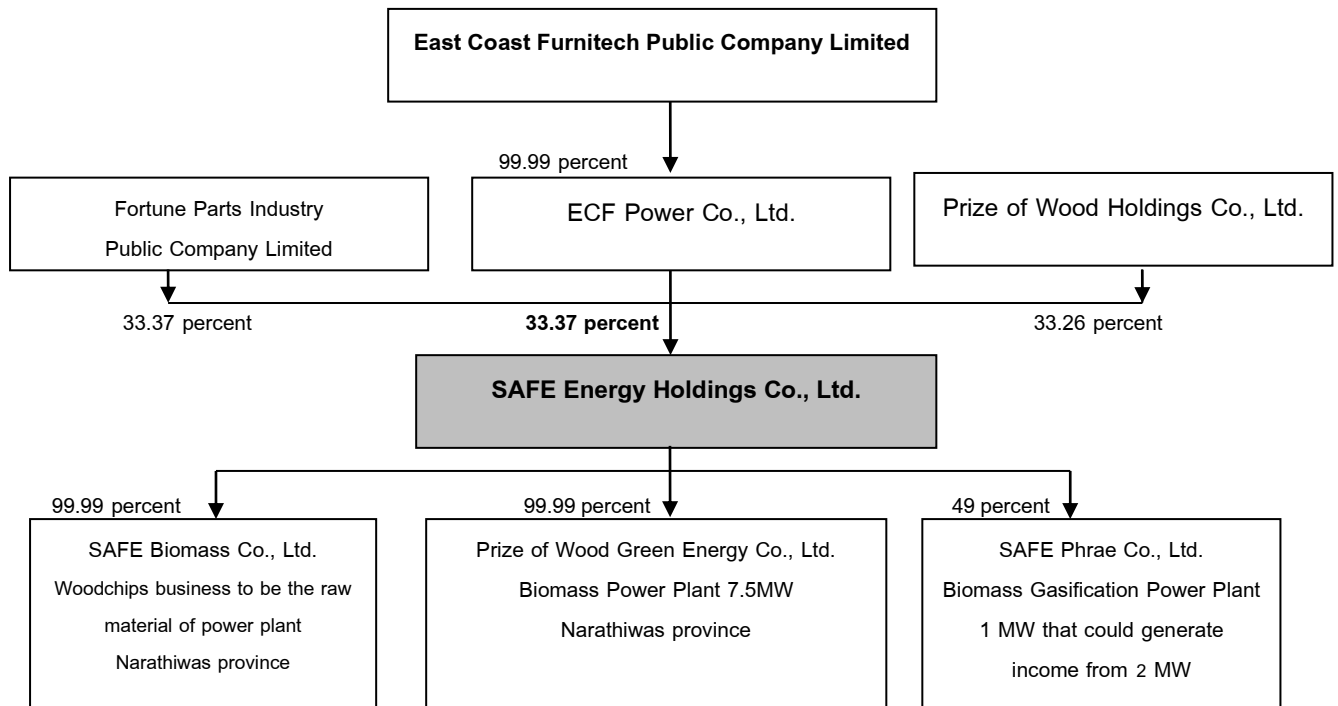 East Coast Furnitech Public Company Limited
99.99 percent
Fortune Parts Industry
Public Company Limited
ECF Power Co., Ltd.
Prize of Wood Holdings Co., Ltd.
33.37 percent
33.37 percent
33.26 percent
SAFE Energy Holdings Co., Ltd.
99.99 percent
99.99 percent
49 percent
SAFE Biomass Co., Ltd.
Woodchips business to be the raw
material of power plant
Narathiwas province
Prize of Wood Green Energy Co., Ltd.
Biomass Power Plant 7.5MW
Narathiwas province
SAFE Phrae Co., Ltd.
Biomass Gasification Power Plant
1 MW that could generate
income from 2 MW